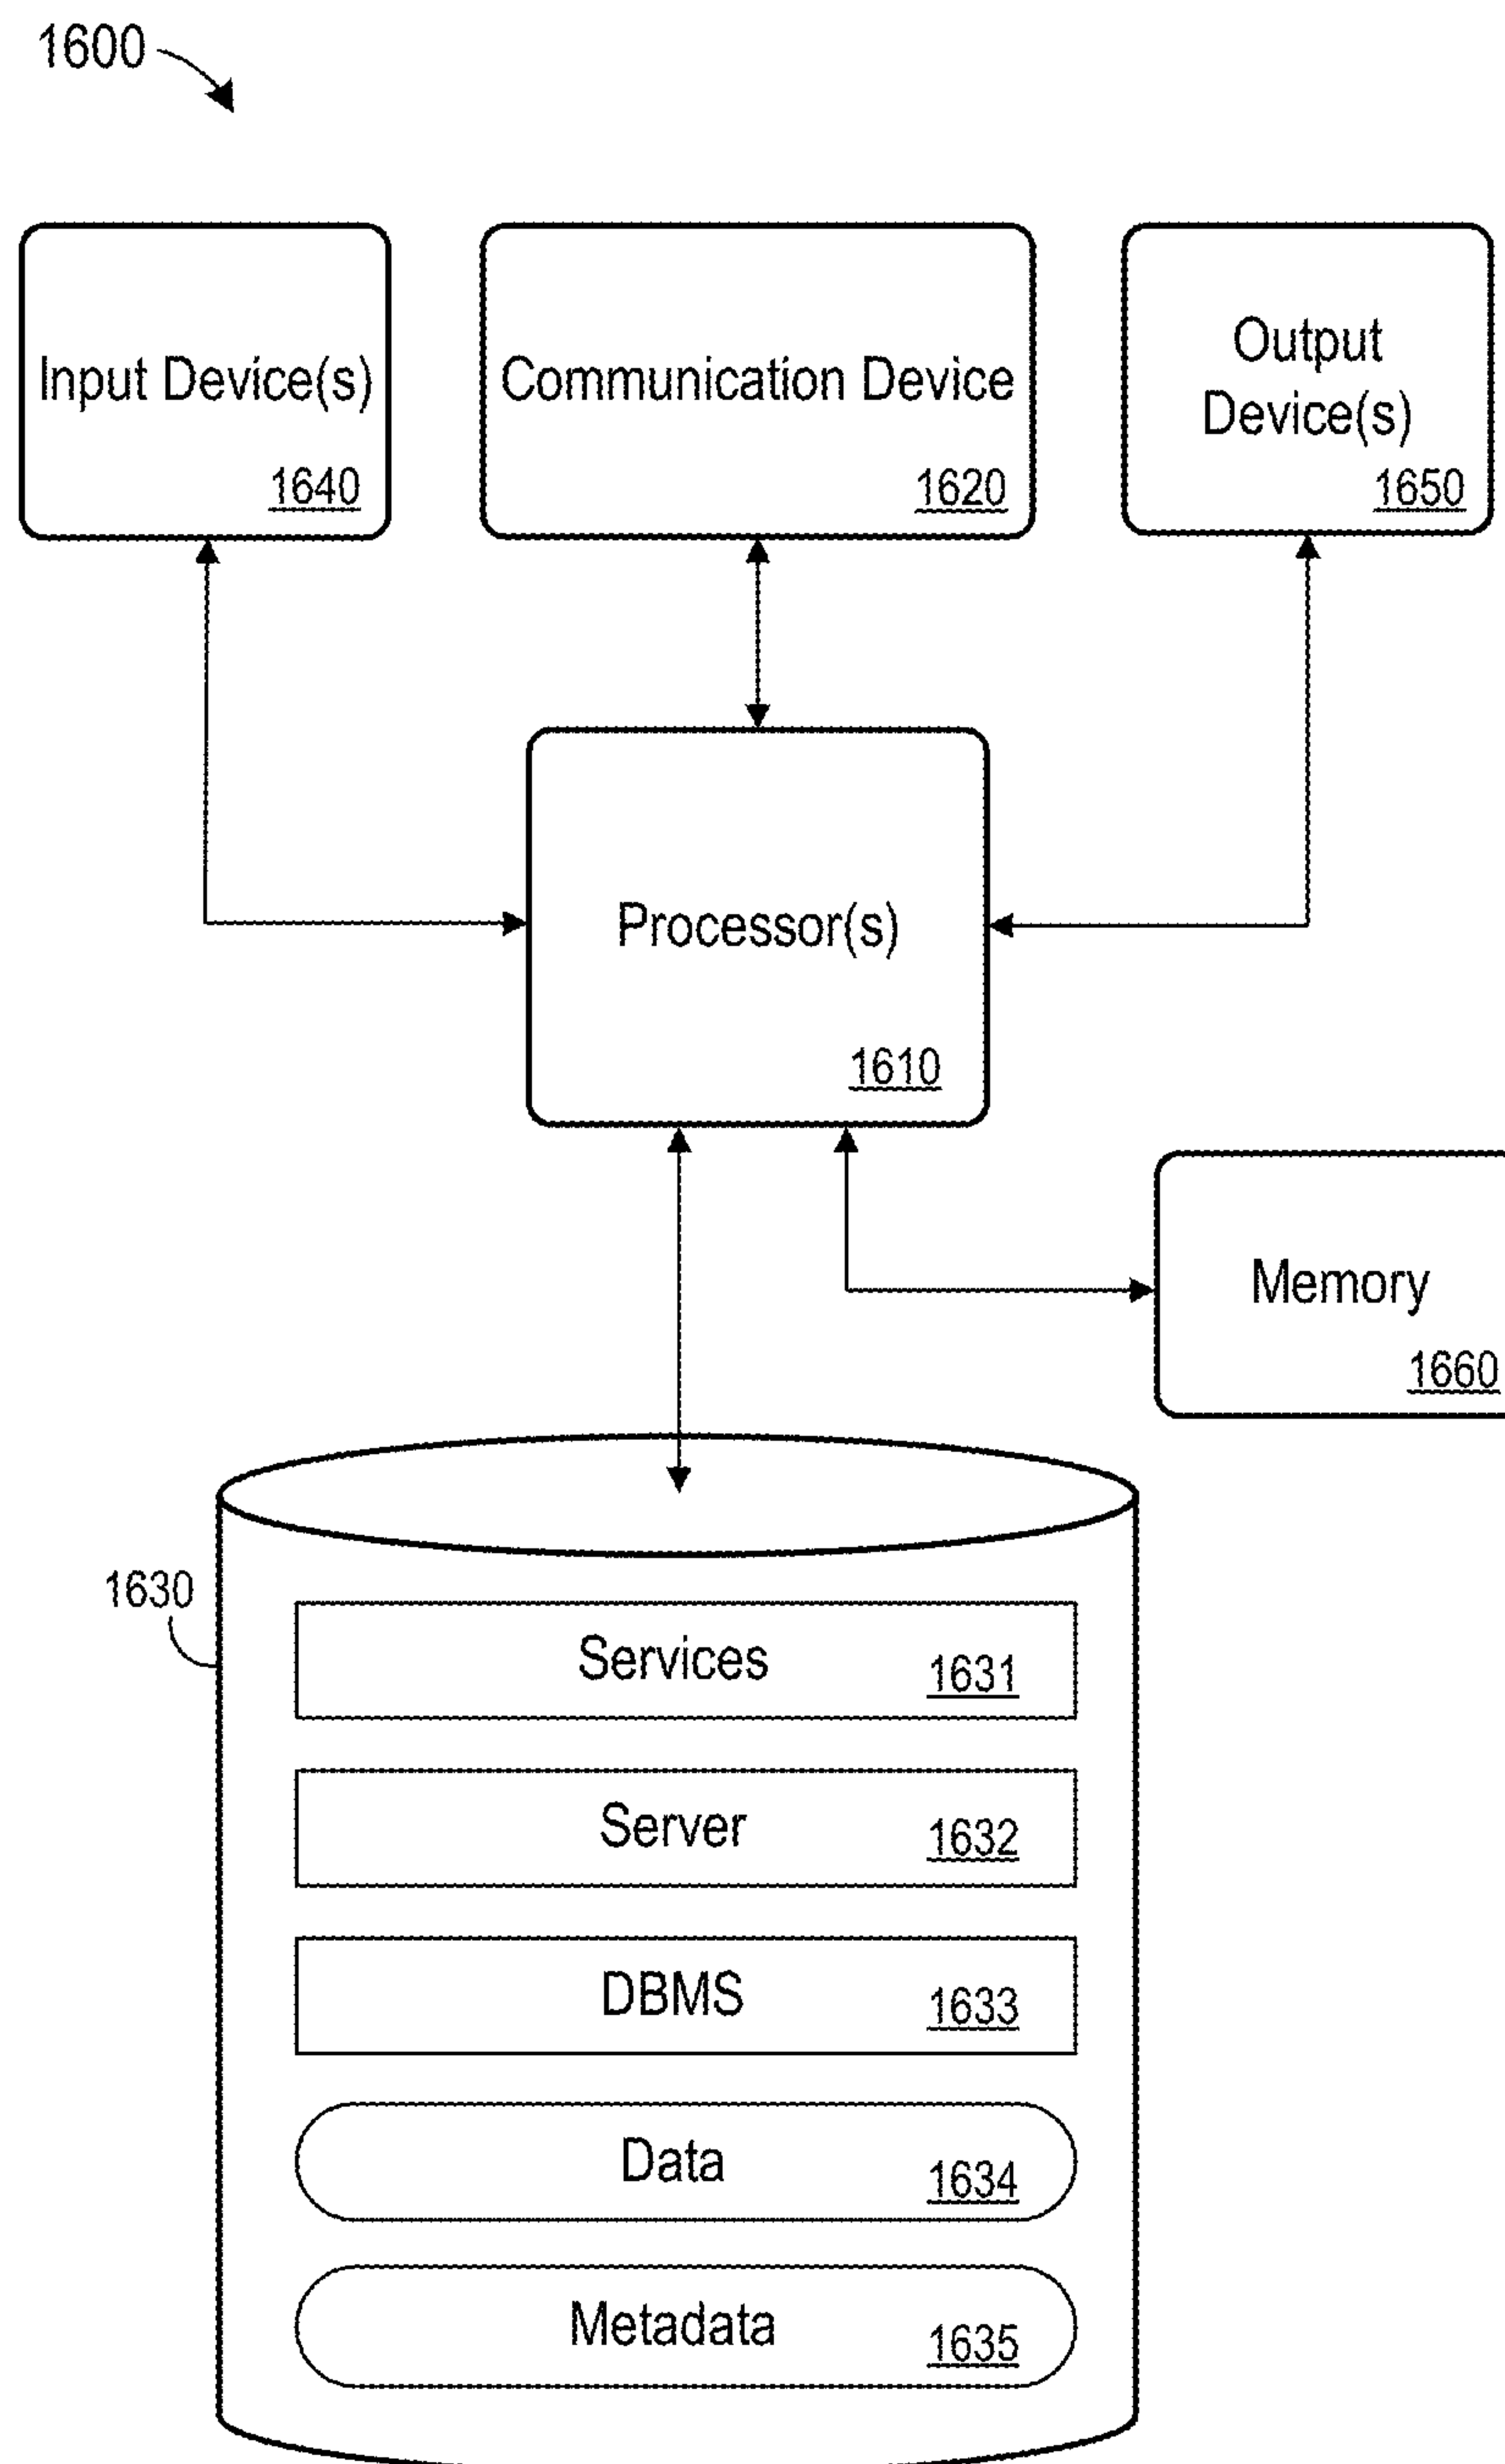 1600
Input Device(s)
1640
Communication Device
1620
Output
Device(s)
1650
Processor(s)
1610
Memory
1660
1630
Services
1631
Server
1632
DBMS
1633
Data
1634
Metadata
1635